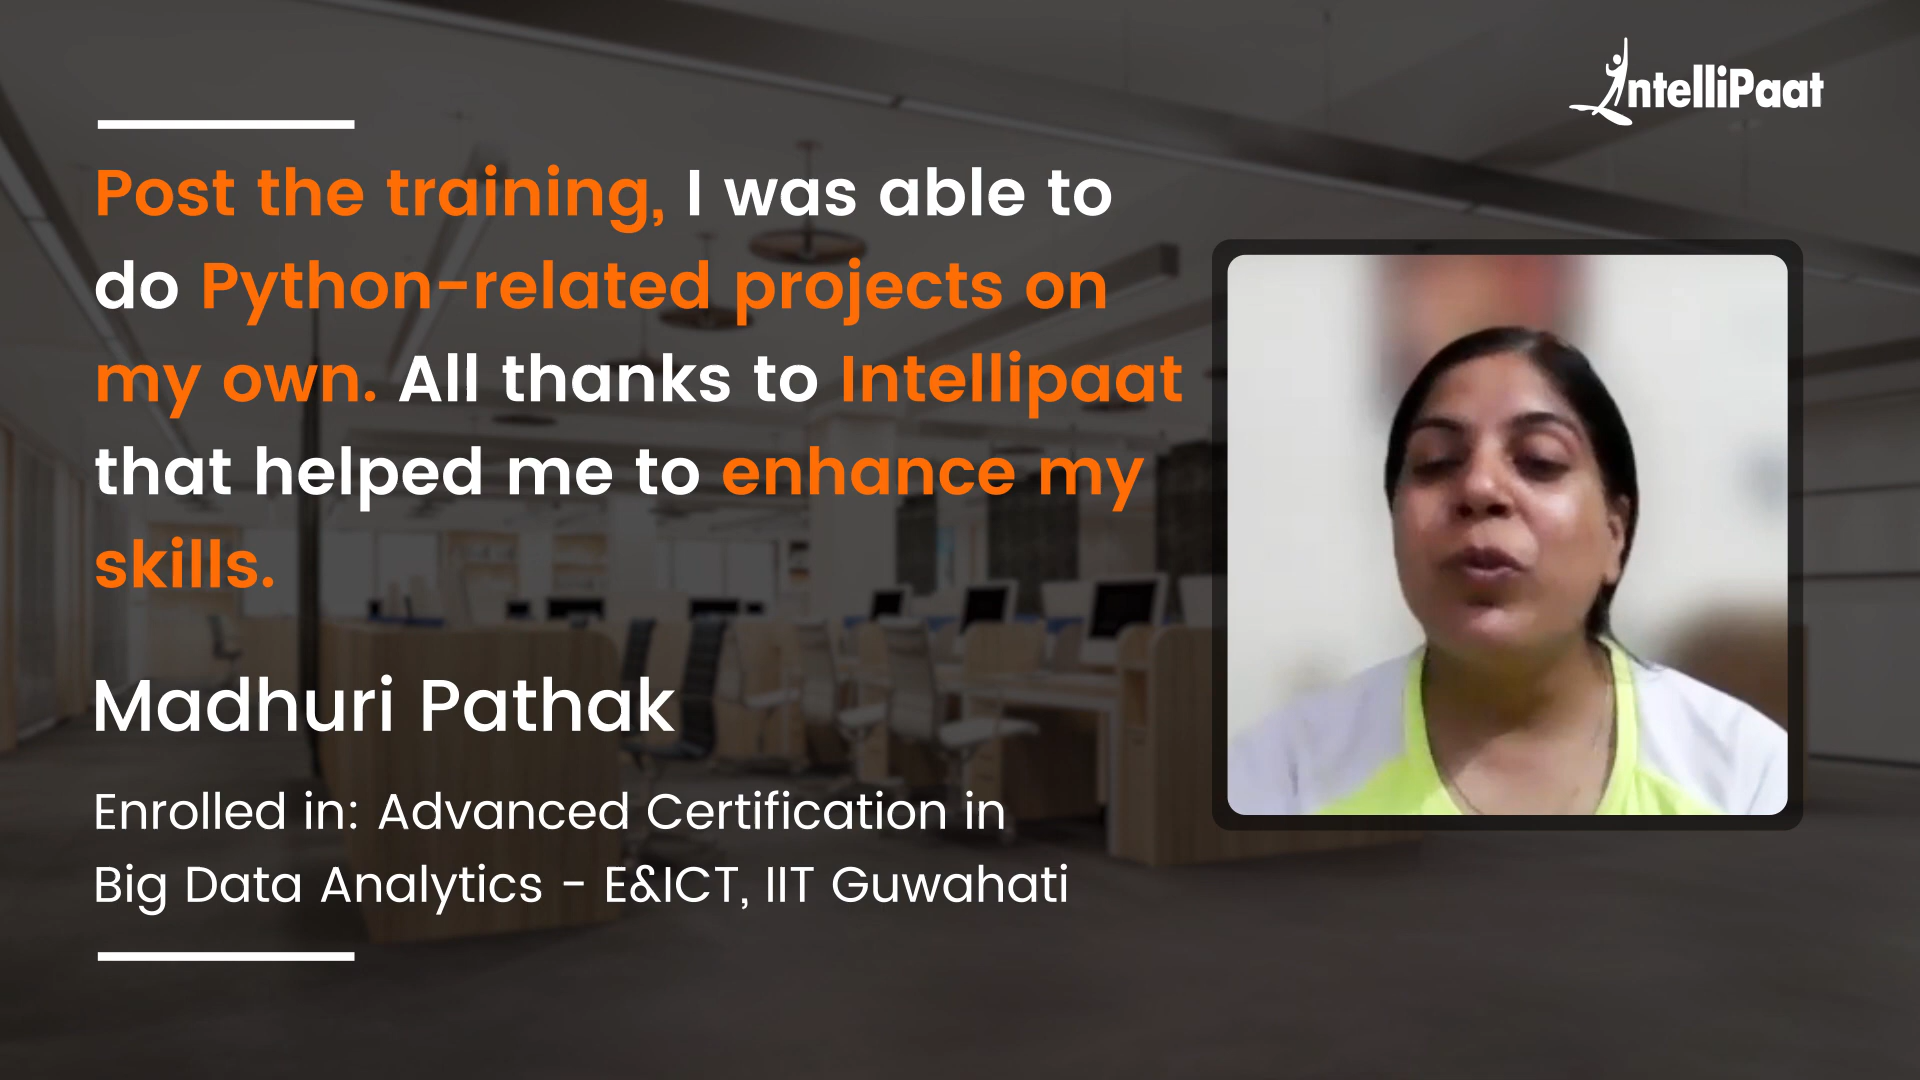 IntelliPaat
Post the training, I was able to
do Python-related projects on
my own. All thanks to Intellipaat
that helped me to enhance my
skills.
Madhuri Pathak
Enrolled in: Advanced Certification in
Big Data Analytics - E&ICT, IIT Guwahati